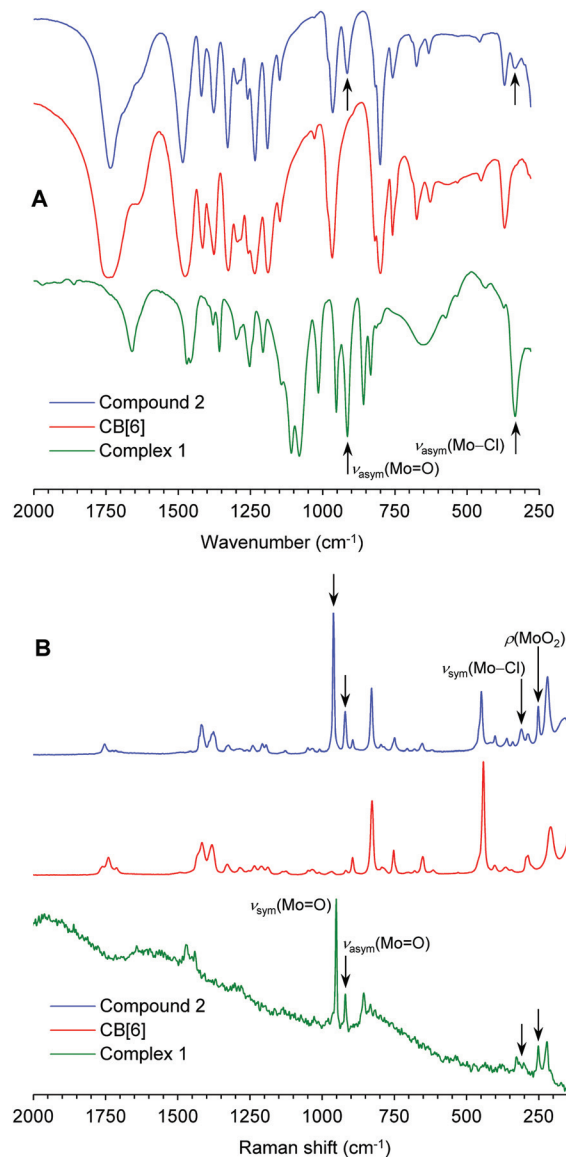 A
Compound 2
CB[6]
Complex 1
νasym(Mo–Cl)
νasym(Mo=O)
2000 1750 1500 1250 1000 750 500 250
Wavenumber (cm⁻¹)
B
ρ(MoO₂)
νsym(Mo–Cl)
νsym(Mo=O)
νasym(Mo=O)
Compound 2
CB[6]
Complex 1
2000 1750 1500 1250 1000 750 500 250
Raman shift (cm⁻¹)